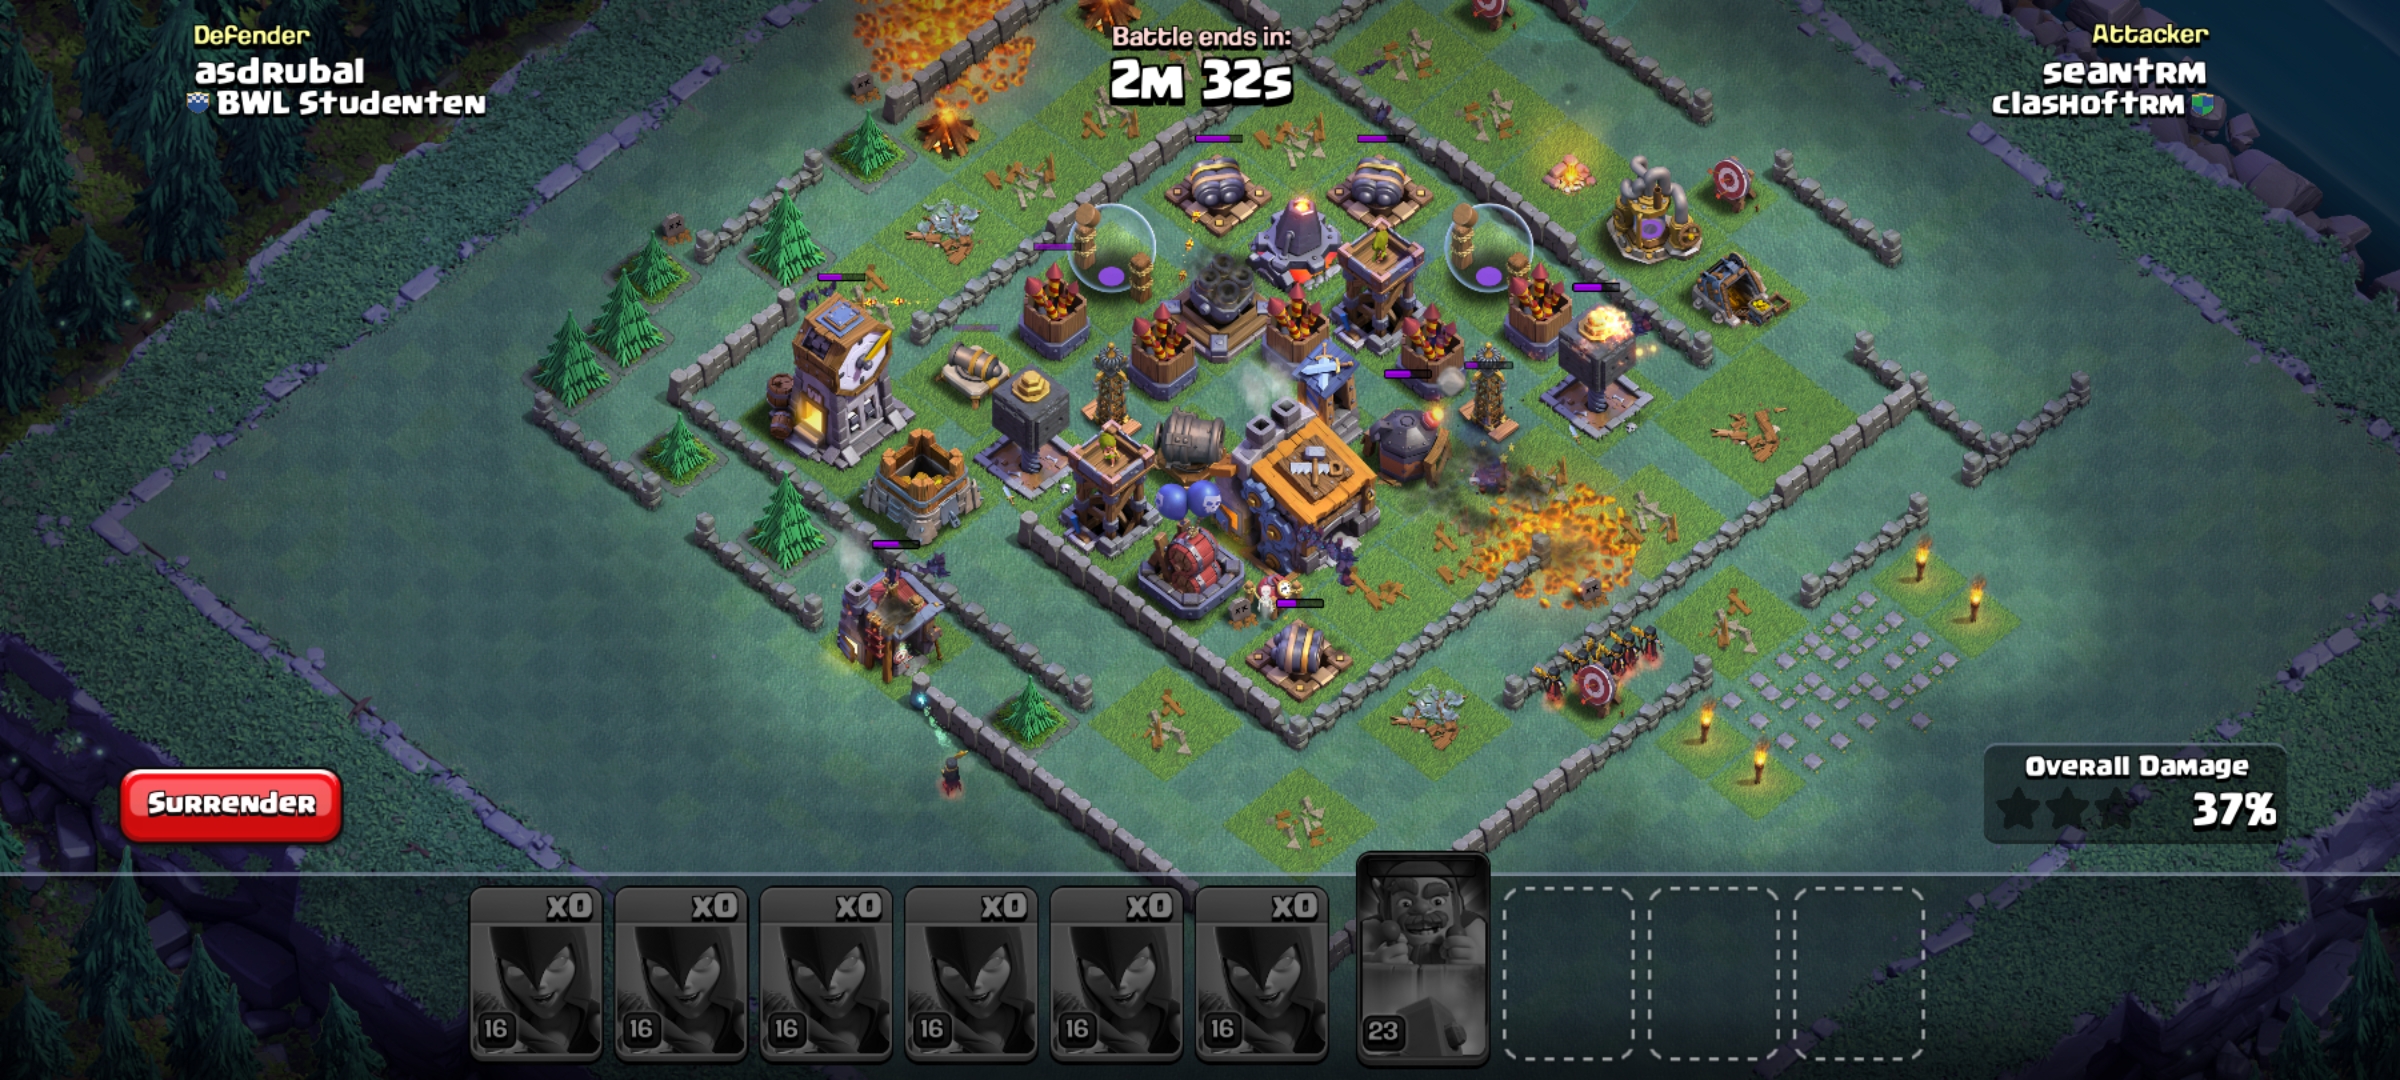 Defender
asdrubal
BWL Studenten
Battle ends in:
2m 32s
Attacker
seantrm
clashoftrm
Surrender
Overall Damage
37%
x0
x0
x0
x0
x0
x0
16
16
16
16
16
16
23